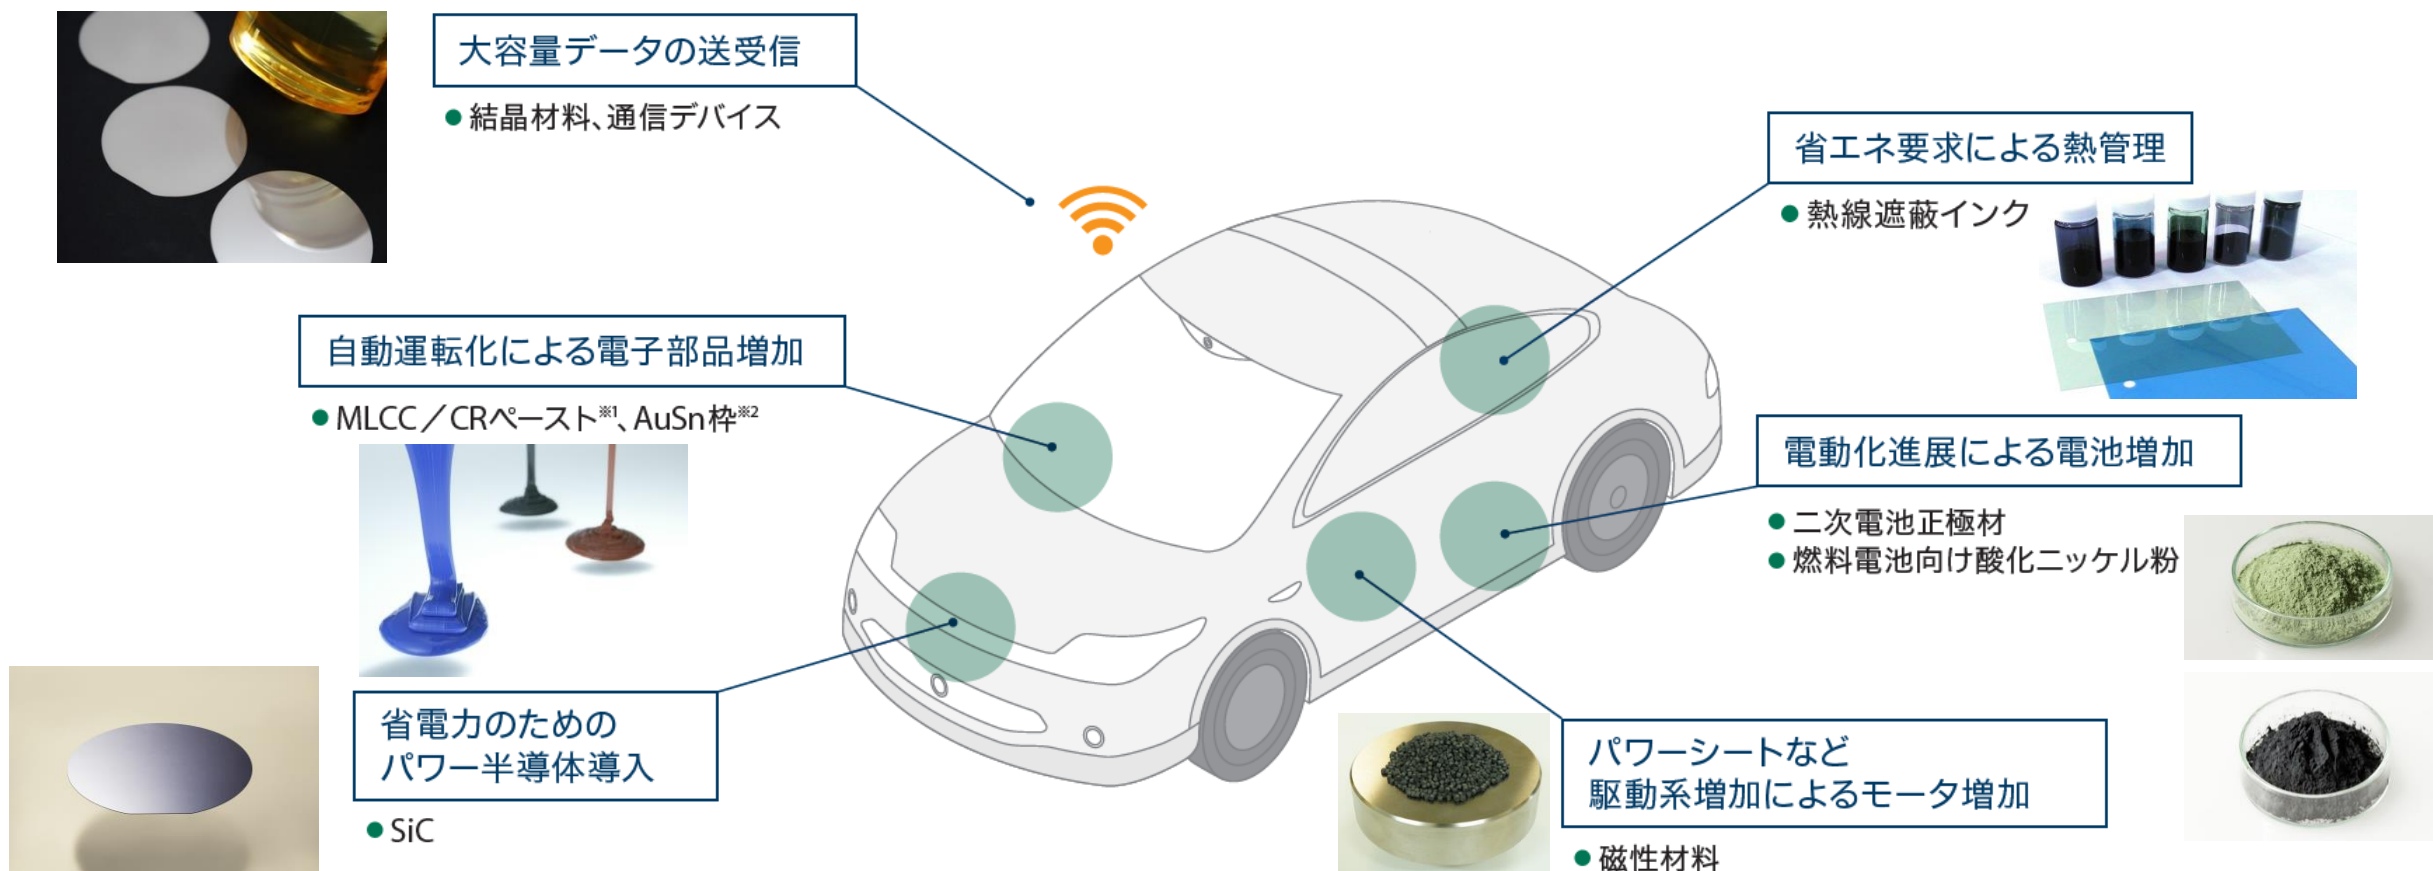 大容量データの送受信
● 結晶材料、通信デバイス
省エネ要求による熱管理
● 熱線遮蔽インク
自動運転化による電子部品増加
● MLCC／CRペースト※1、AuSn枠※2
電動化進展による電池増加
● 二次電池正極材
● 燃料電池向け酸化ニッケル粉
省電力のための
パワー半導体導入
● SiC
パワーシートなど
駆動系増加によるモータ増加
● 磁性材料